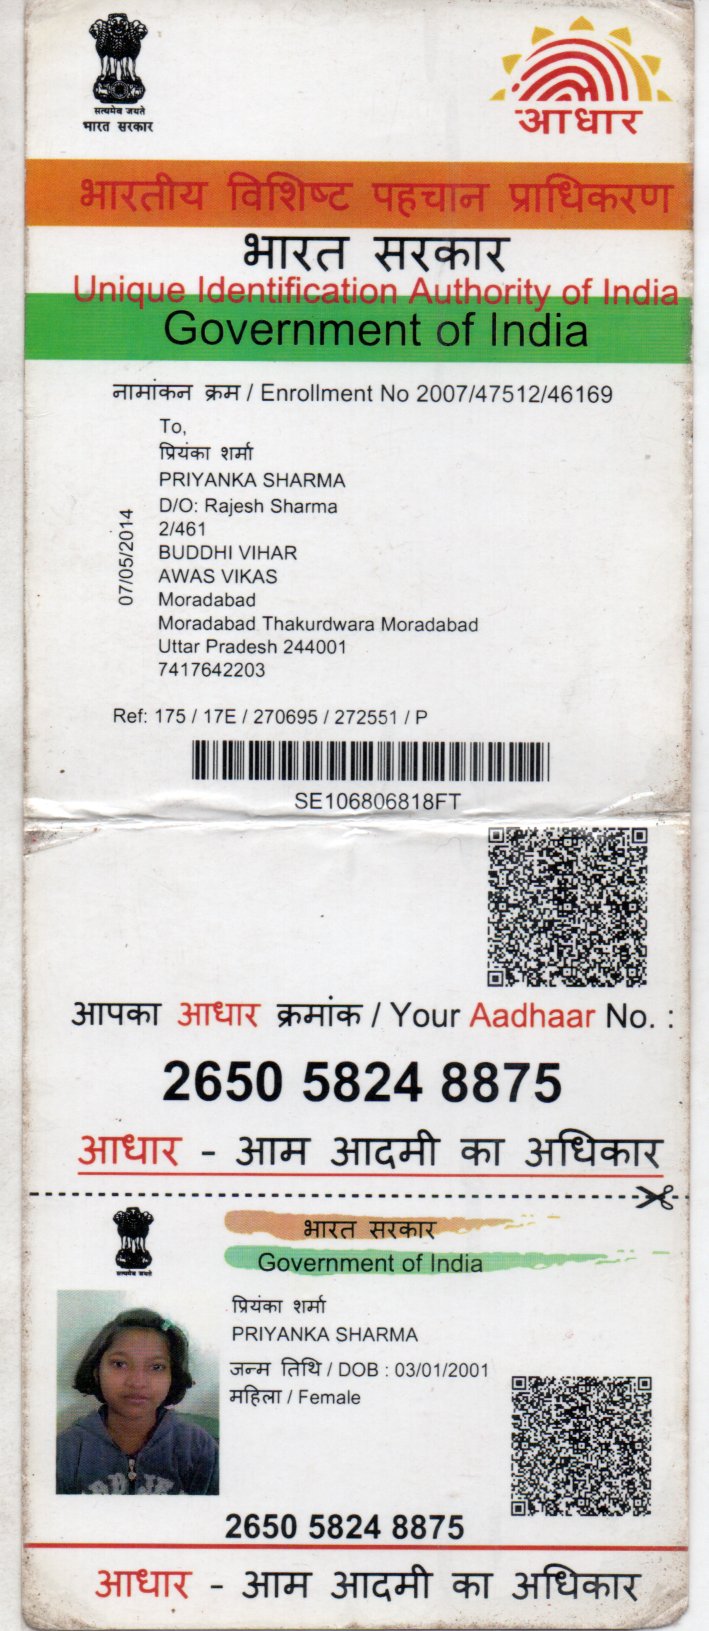 सत्यमेव जयते
भारत सरकार
आधार
भारतीय विशिष्ट पहचान प्राधिकरण
भारत सरकार
Unique Identification Authority of India
Government of India
नामांकन क्रम / Enrollment No 2007/47512/46169
To,
प्रियंका शर्मा
PRIYANKA SHARMA
D/O: Rajesh Sharma
2/461
BUDDHI VIHAR
AWAS VIKAS
Moradabad
Moradabad Thakurdwara Moradabad
Uttar Pradesh 244001
7417642203
07/05/2014
Ref: 175 / 17E / 270695 / 272551 / P
SE106806818FT
आपका आधार क्रमांक / Your Aadhaar No. :
2650 5824 8875
आधार - आम आदमी का अधिकार
सत्यमेव जयते
भारत सरकार
Government of India
प्रियंका शर्मा
PRIYANKA SHARMA
जन्म तिथि / DOB : 03/01/2001
महिला / Female
2650 5824 8875
आधार - आम आदमी का अधिकार